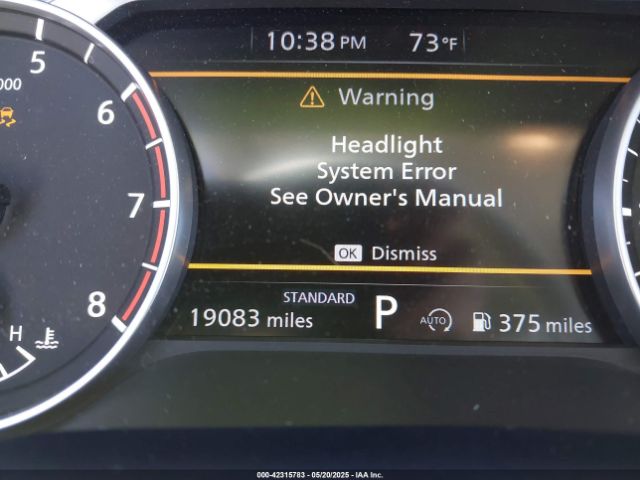 10:38 PM 73°F
5
000
6
7
8
H
Warning
Headlight
System Error
See Owner's Manual
OK Dismiss
STANDARD
19083 miles P AUTO 375 miles
000-42315783 - 05/20/2025 - IAA Inc.